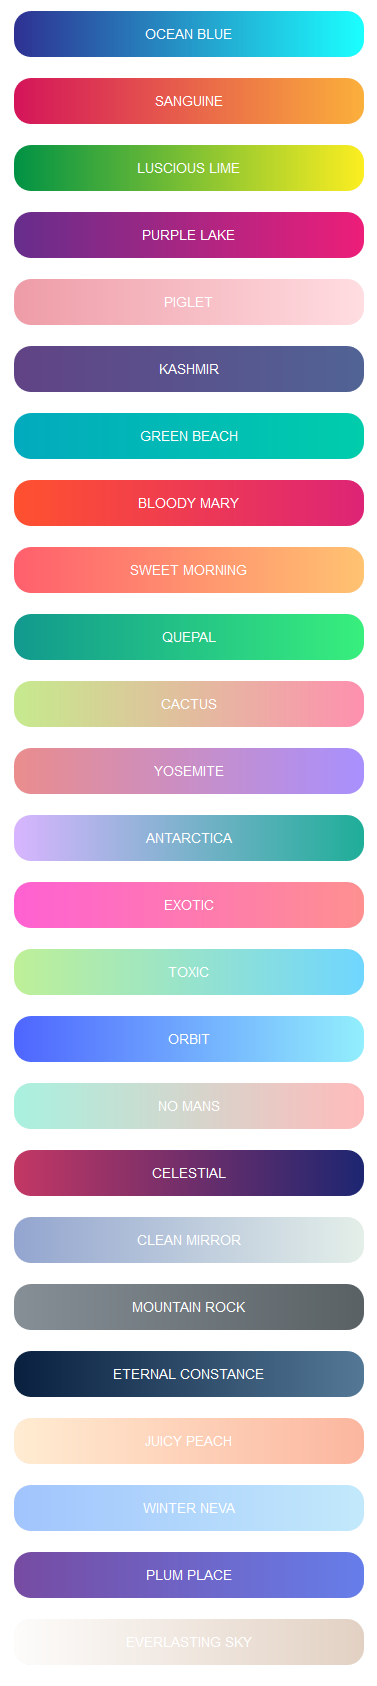 OCEAN BLUE
SANGUINE
LUSCIOUS LIME
PURPLE LAKE
PIGLET
KASHMIR
GREEN BEACH
BLOODY MARY
SWEET MORNING
QUEPAL
CACTUS
YOSEMITE
ANTARCTICA
EXOTIC
TOXIC
ORBIT
NO MANS
CELESTIAL
CLEAN MIRROR
MOUNTAIN ROCK
ETERNAL CONSTANCE
JUICY PEACH
WINTER NEVA
PLUM PLACE
EVERLASTING SKY